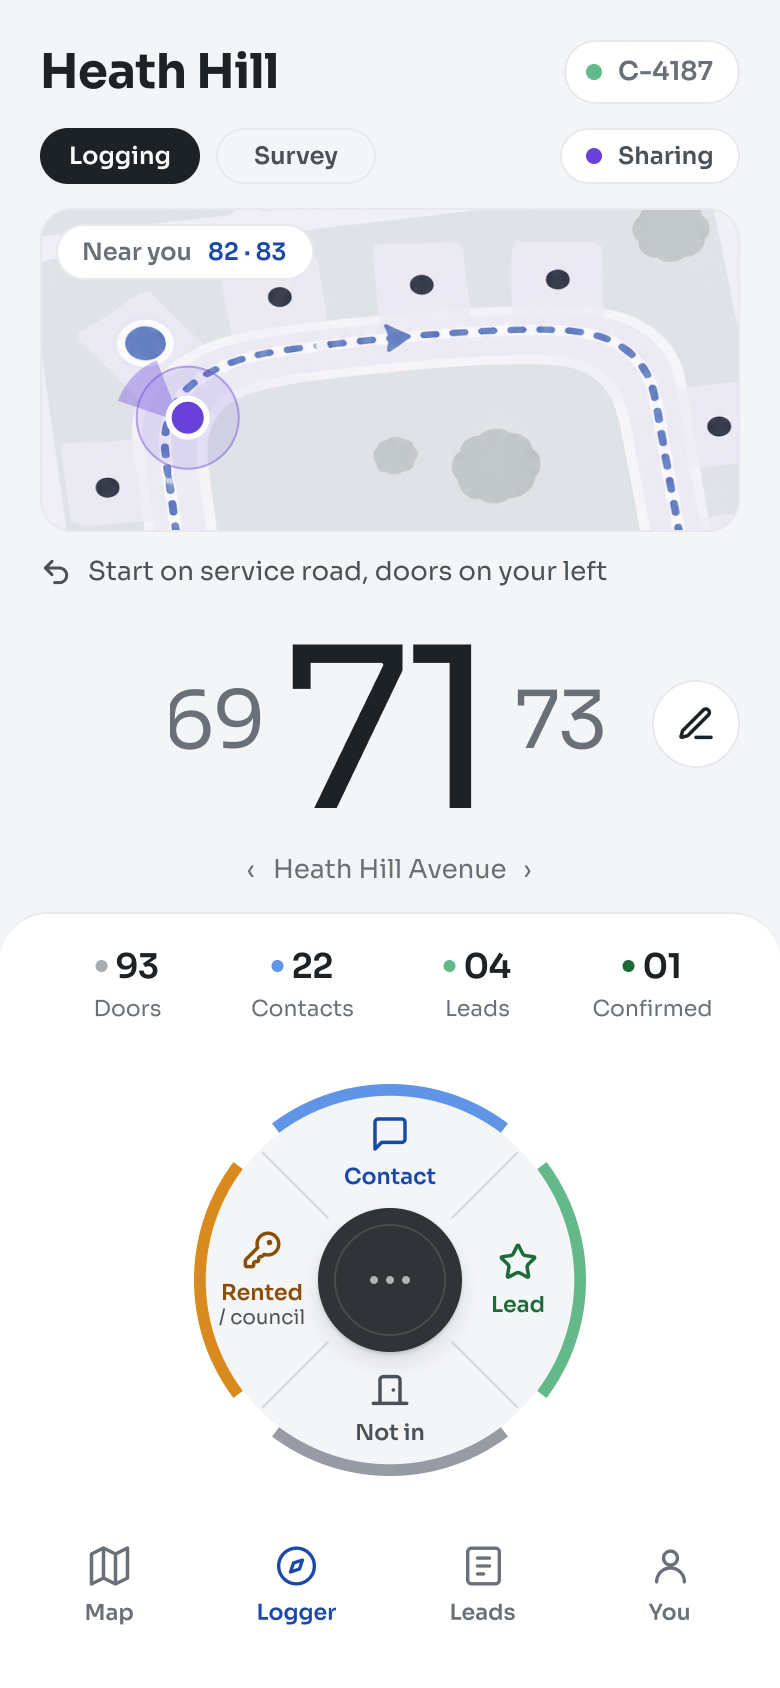 Heath Hill
C-4187
Logging
Survey
Sharing
Near you 82 · 83
Start on service road, doors on your left
69 71 73
‹ Heath Hill Avenue ›
93
Doors
22
Contacts
04
Leads
01
Confirmed
Contact
Rented
/ council
Lead
Not in
Map
Logger
Leads
You